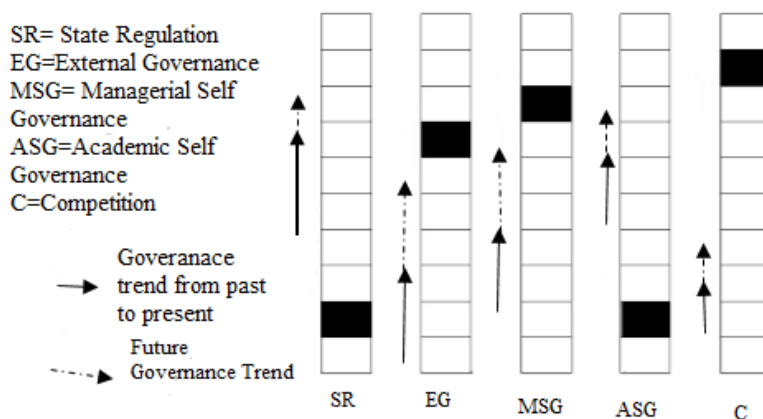 SR= State Regulation
EG=External Governance
MSG= Managerial Self
Governance
ASG=Academic Self
Governance
C=Competition
Goveranace
trend from past
to present
Future
Governance Trend
SR
EG
MSG
ASG
C